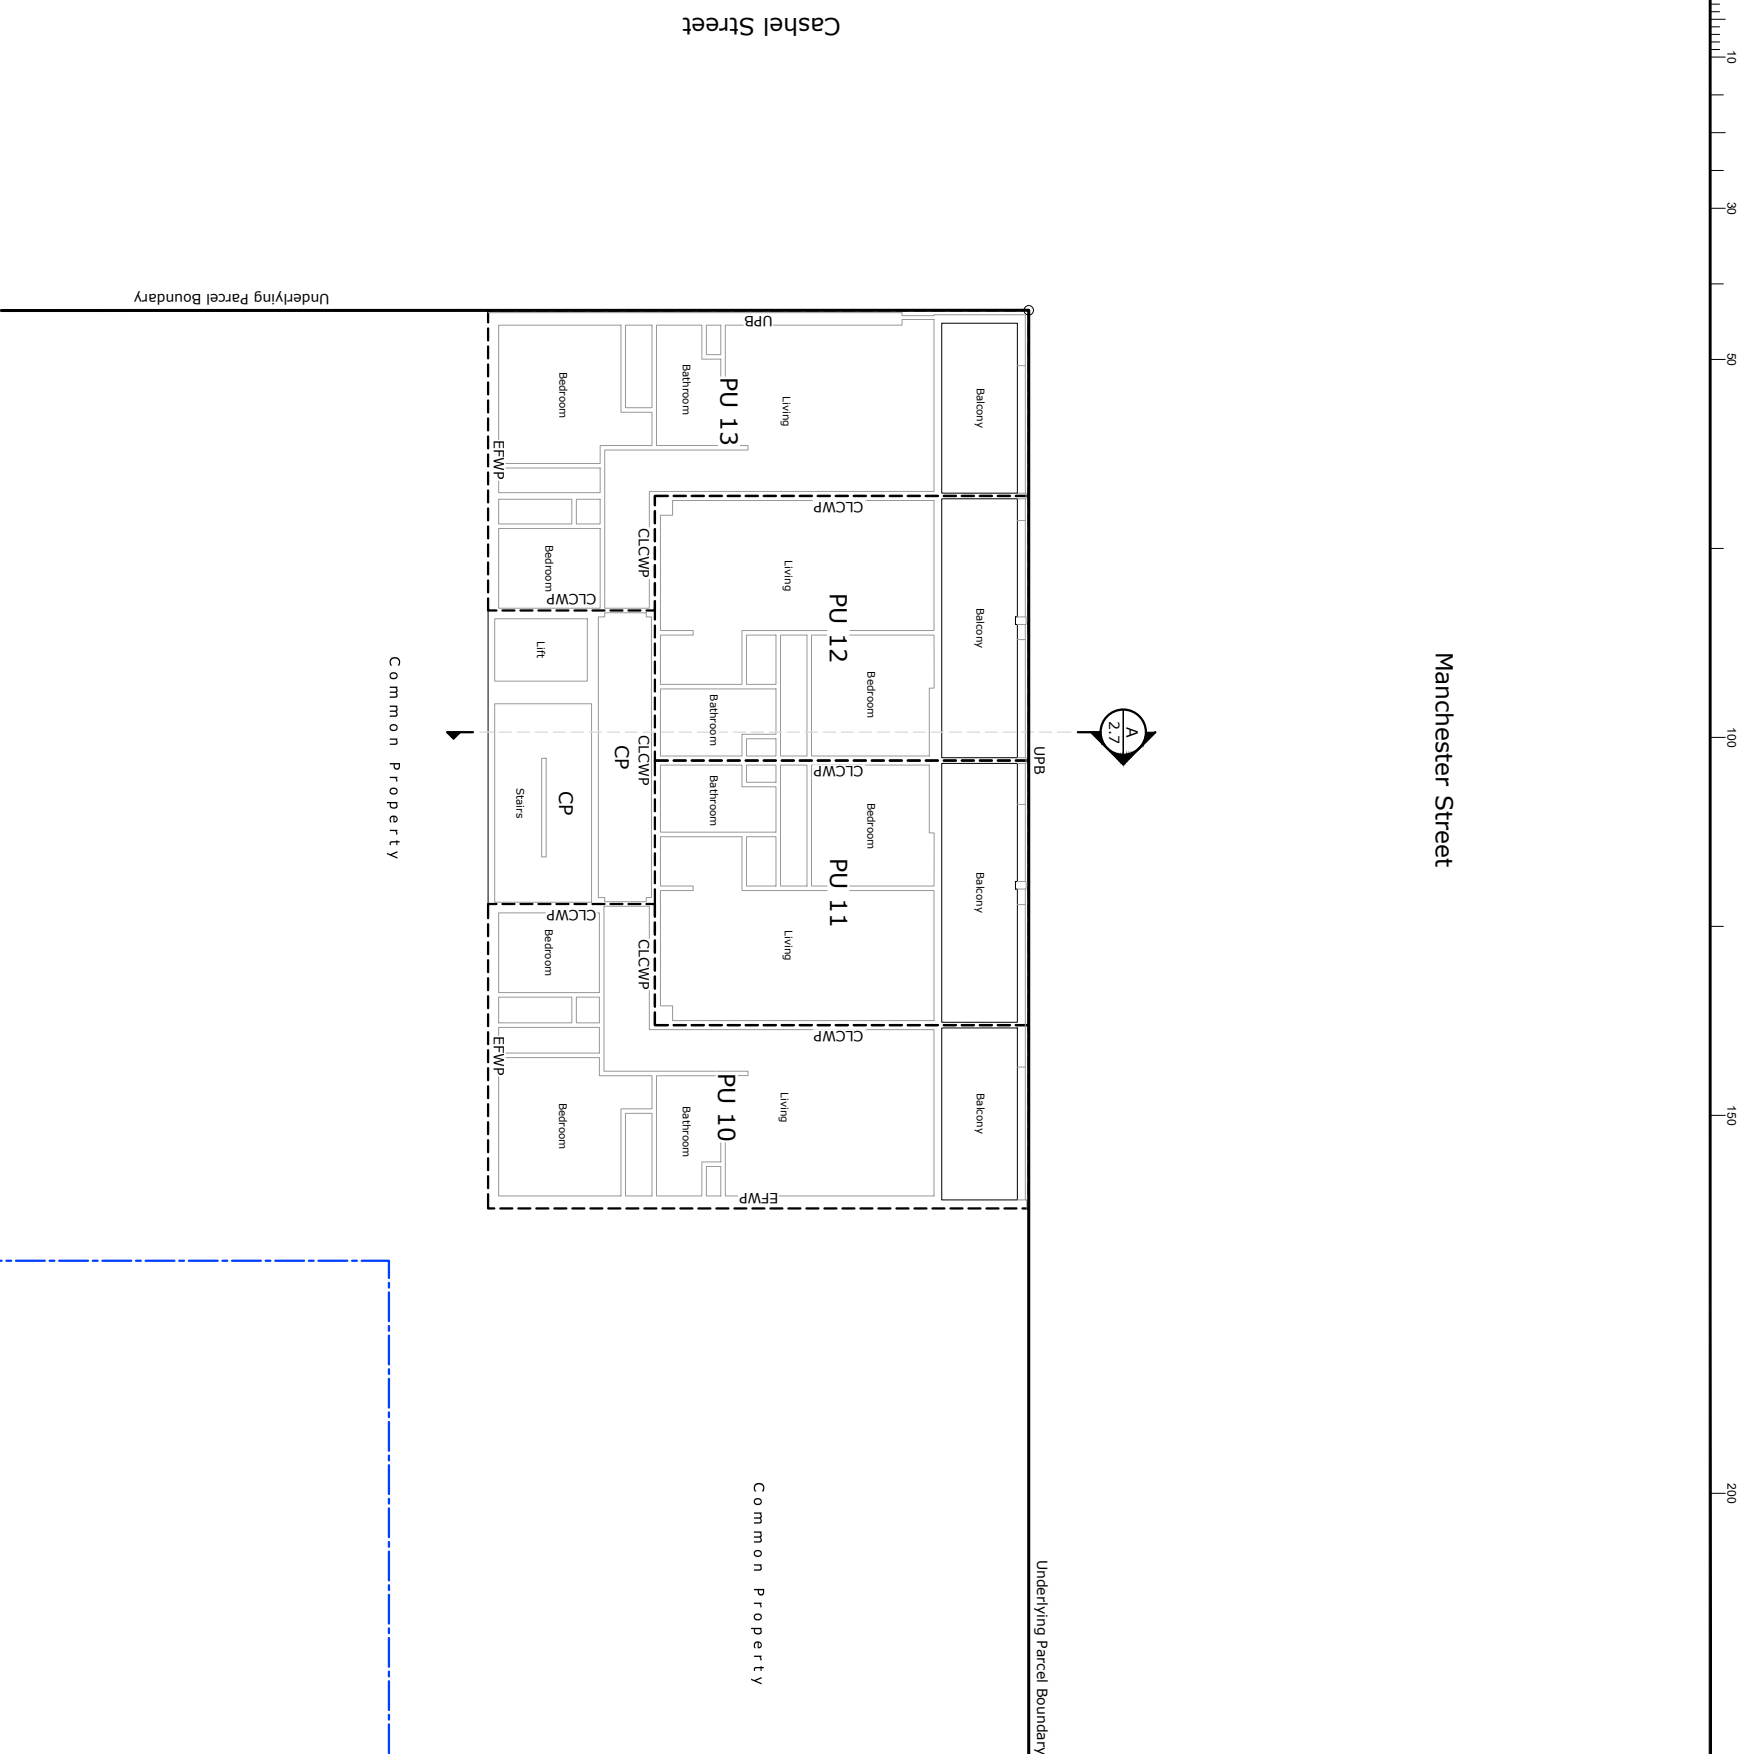 Cashel Street
10
30
50
100
150
200
Underlying Parcel Boundary
UPB
Bedroom
Bathroom
PU 13
Living
Balcony
EFWP
CLCWP
CLCWP
Bedroom
CLCWP
Living
PU 12
Balcony
Lift
Bathroom
Bedroom
Common Property
A
2.7
Manchester Street
UPB
CLCWP
CP
CLCWP
Stairs
CP
Bathroom
Bedroom
PU 11
Balcony
Living
CLCWP
Bedroom
CLCWP
CLCWP
EFWP
Bedroom
Bathroom
PU 10
Living
Balcony
EFWP
Common Property
Underlying Parcel Boundary